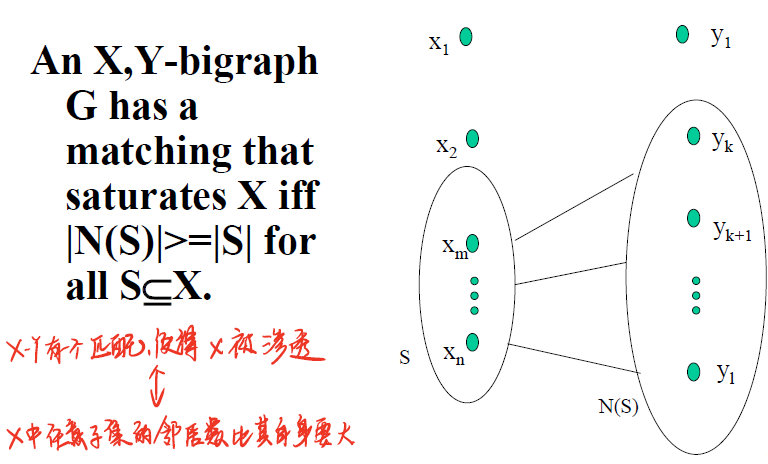 An X,Y-bigraph
G has a
matching that
saturates X iff
|N(S)|>=|S| for
all S⊆X.
X-Y有个匹配,使得X被渗透
↕
X中任意子集的邻居数比其自身要大
x1
x2
xm
xn
S
y1
yk
yk+1
yl
N(S)